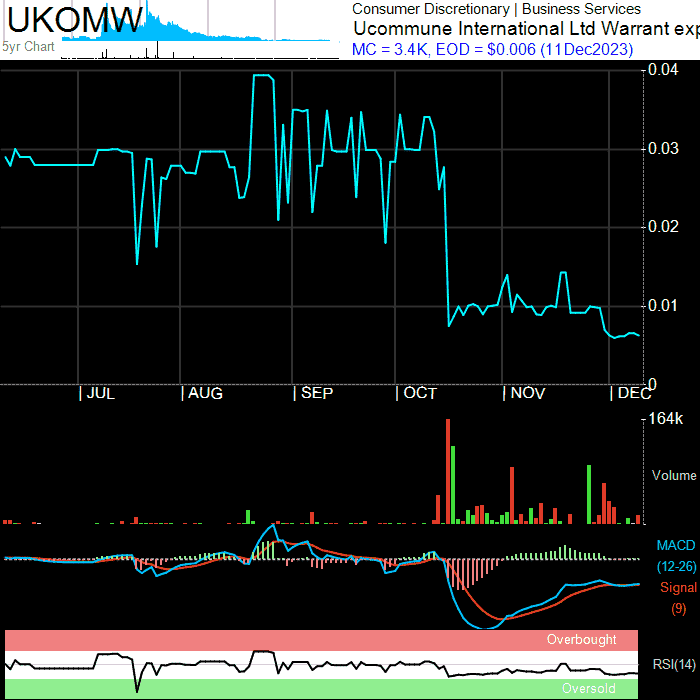 UKOMW
5yr Chart
Consumer Discretionary | Business Services
Ucommune International Ltd Warrant exp
MC = 3.4K, EOD = $0.006 (11Dec2023)
0.04
0.03
0.02
0.01
0
| JUL | AUG | SEP | OCT | NOV | DEC
164k
Volume
MACD
(12-26)
Signal
(9)
Overbought
RSI(14)
Oversold